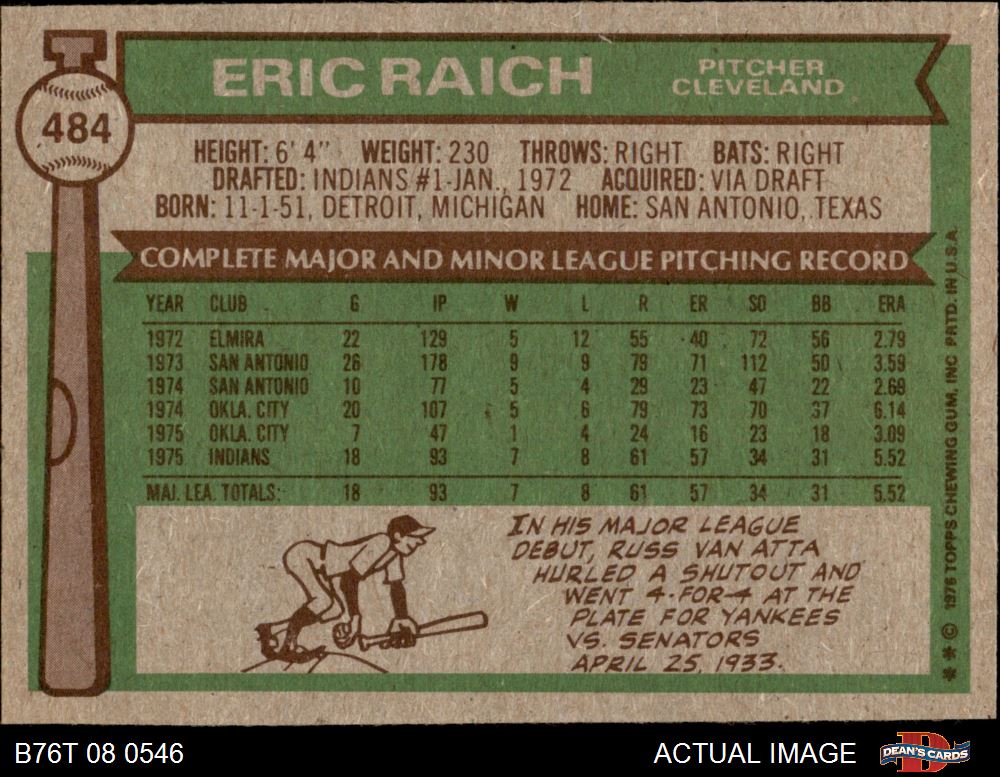 484
ERIC RAICH
PITCHER
CLEVELAND
HEIGHT: 6' 4" WEIGHT: 230 THROWS: RIGHT BATS: RIGHT
DRAFTED: INDIANS #1-JAN., 1972 ACQUIRED: VIA DRAFT
BORN: 11-1-51, DETROIT, MICHIGAN HOME: SAN ANTONIO, TEXAS
COMPLETE MAJOR AND MINOR LEAGUE PITCHING RECORD
YEAR CLUB G IP W L R ER SO BB ERA
1972 ELMIRA 22 129 5 12 55 40 72 56 2.79
1973 SAN ANTONIO 26 178 9 9 79 71 112 50 3.59
1974 SAN ANTONIO 10 77 5 4 29 23 47 22 2.69
1974 OKLA. CITY 20 107 5 6 79 73 70 37 6.14
1975 OKLA. CITY 7 47 1 4 24 16 23 18 3.09
1975 INDIANS 18 93 7 8 61 57 34 31 5.52
MAJ. LEA. TOTALS: 18 93 7 8 61 57 34 31 5.52
IN HIS MAJOR LEAGUE
DEBUT, RUSS VAN ATTA
HURLED A SHUTOUT AND
WENT 4-FOR-4 AT THE
PLATE FOR YANKEES
VS. SENATORS
APRIL 25, 1933.
** © 1976 TOPPS CHEWING GUM, INC PRTD. IN U.S.A.
B76T 08 0546
ACTUAL IMAGE
DEAN'S CARDS